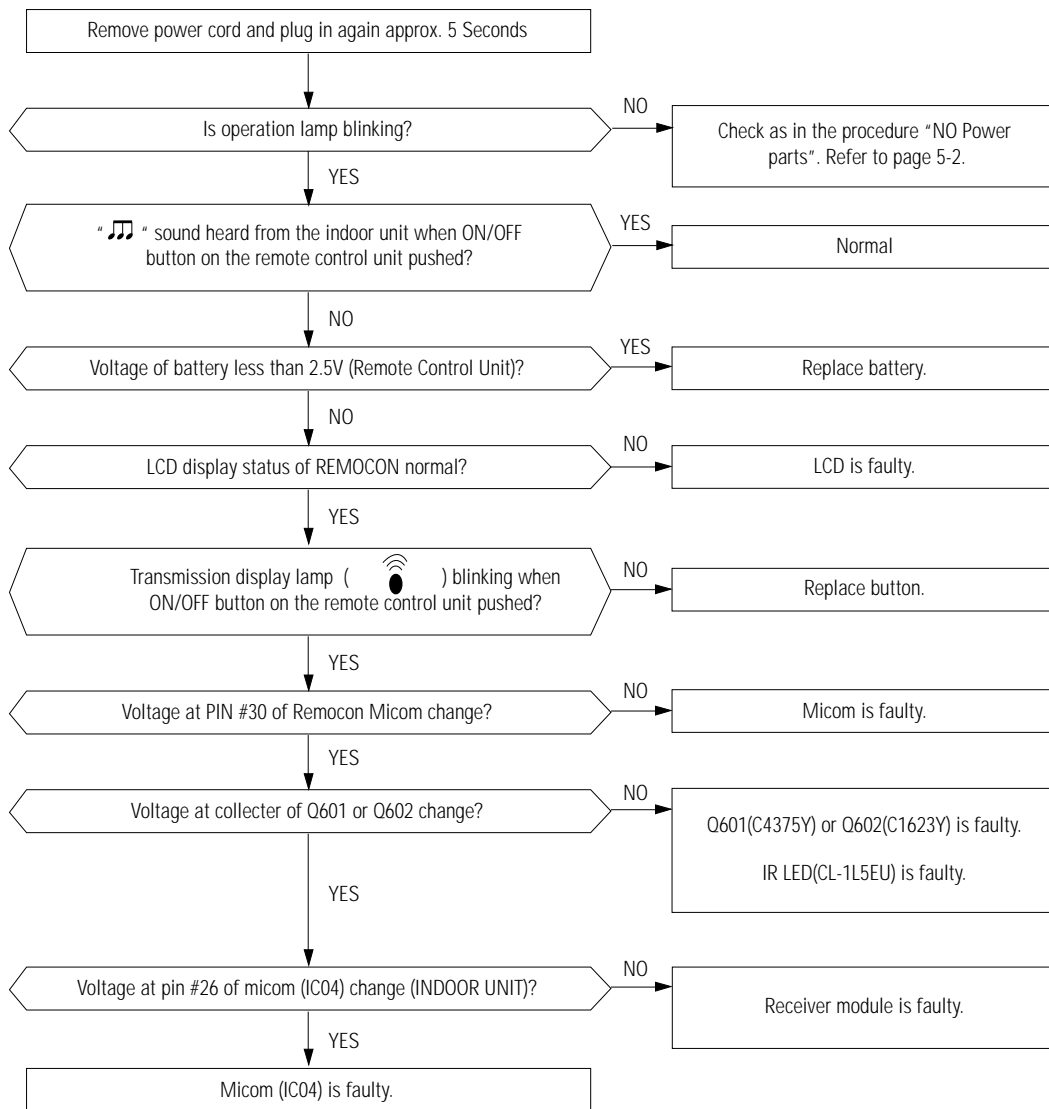 Remove power cord and plug in again approx. 5 Seconds
Is operation lamp blinking?
NO
Check as in the procedure "NO Power
parts". Refer to page 5-2.
YES
" ♫ " sound heard from the indoor unit when ON/OFF
button on the remote control unit pushed?
YES
Normal
NO
Voltage of battery less than 2.5V (Remote Control Unit)?
YES
Replace battery.
NO
LCD display status of REMOCON normal?
NO
LCD is faulty.
YES
Transmission display lamp ( ) blinking when
ON/OFF button on the remote control unit pushed?
NO
Replace button.
YES
Voltage at PIN #30 of Remocon Micom change?
NO
Micom is faulty.
YES
Voltage at collecter of Q601 or Q602 change?
NO
Q601(C4375Y) or Q602(C1623Y) is faulty.
IR LED(CL-1L5EU) is faulty.
YES
Voltage at pin #26 of micom (IC04) change (INDOOR UNIT)?
NO
Receiver module is faulty.
YES
Micom (IC04) is faulty.